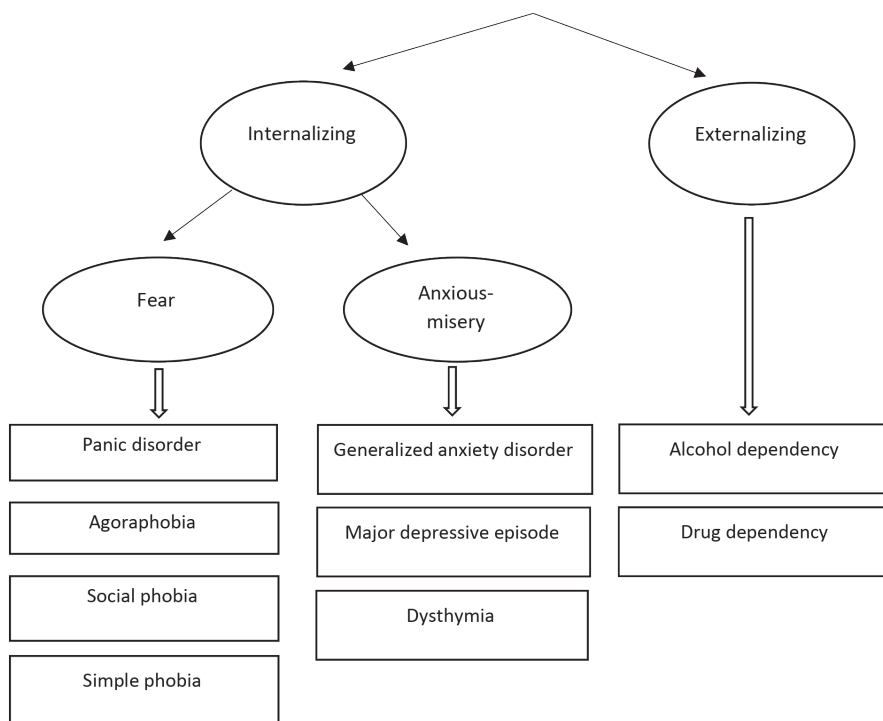 Internalizing
Externalizing
Fear
Anxious-
misery
Panic disorder
Agoraphobia
Social phobia
Simple phobia
Generalized anxiety disorder
Major depressive episode
Dysthymia
Alcohol dependency
Drug dependency